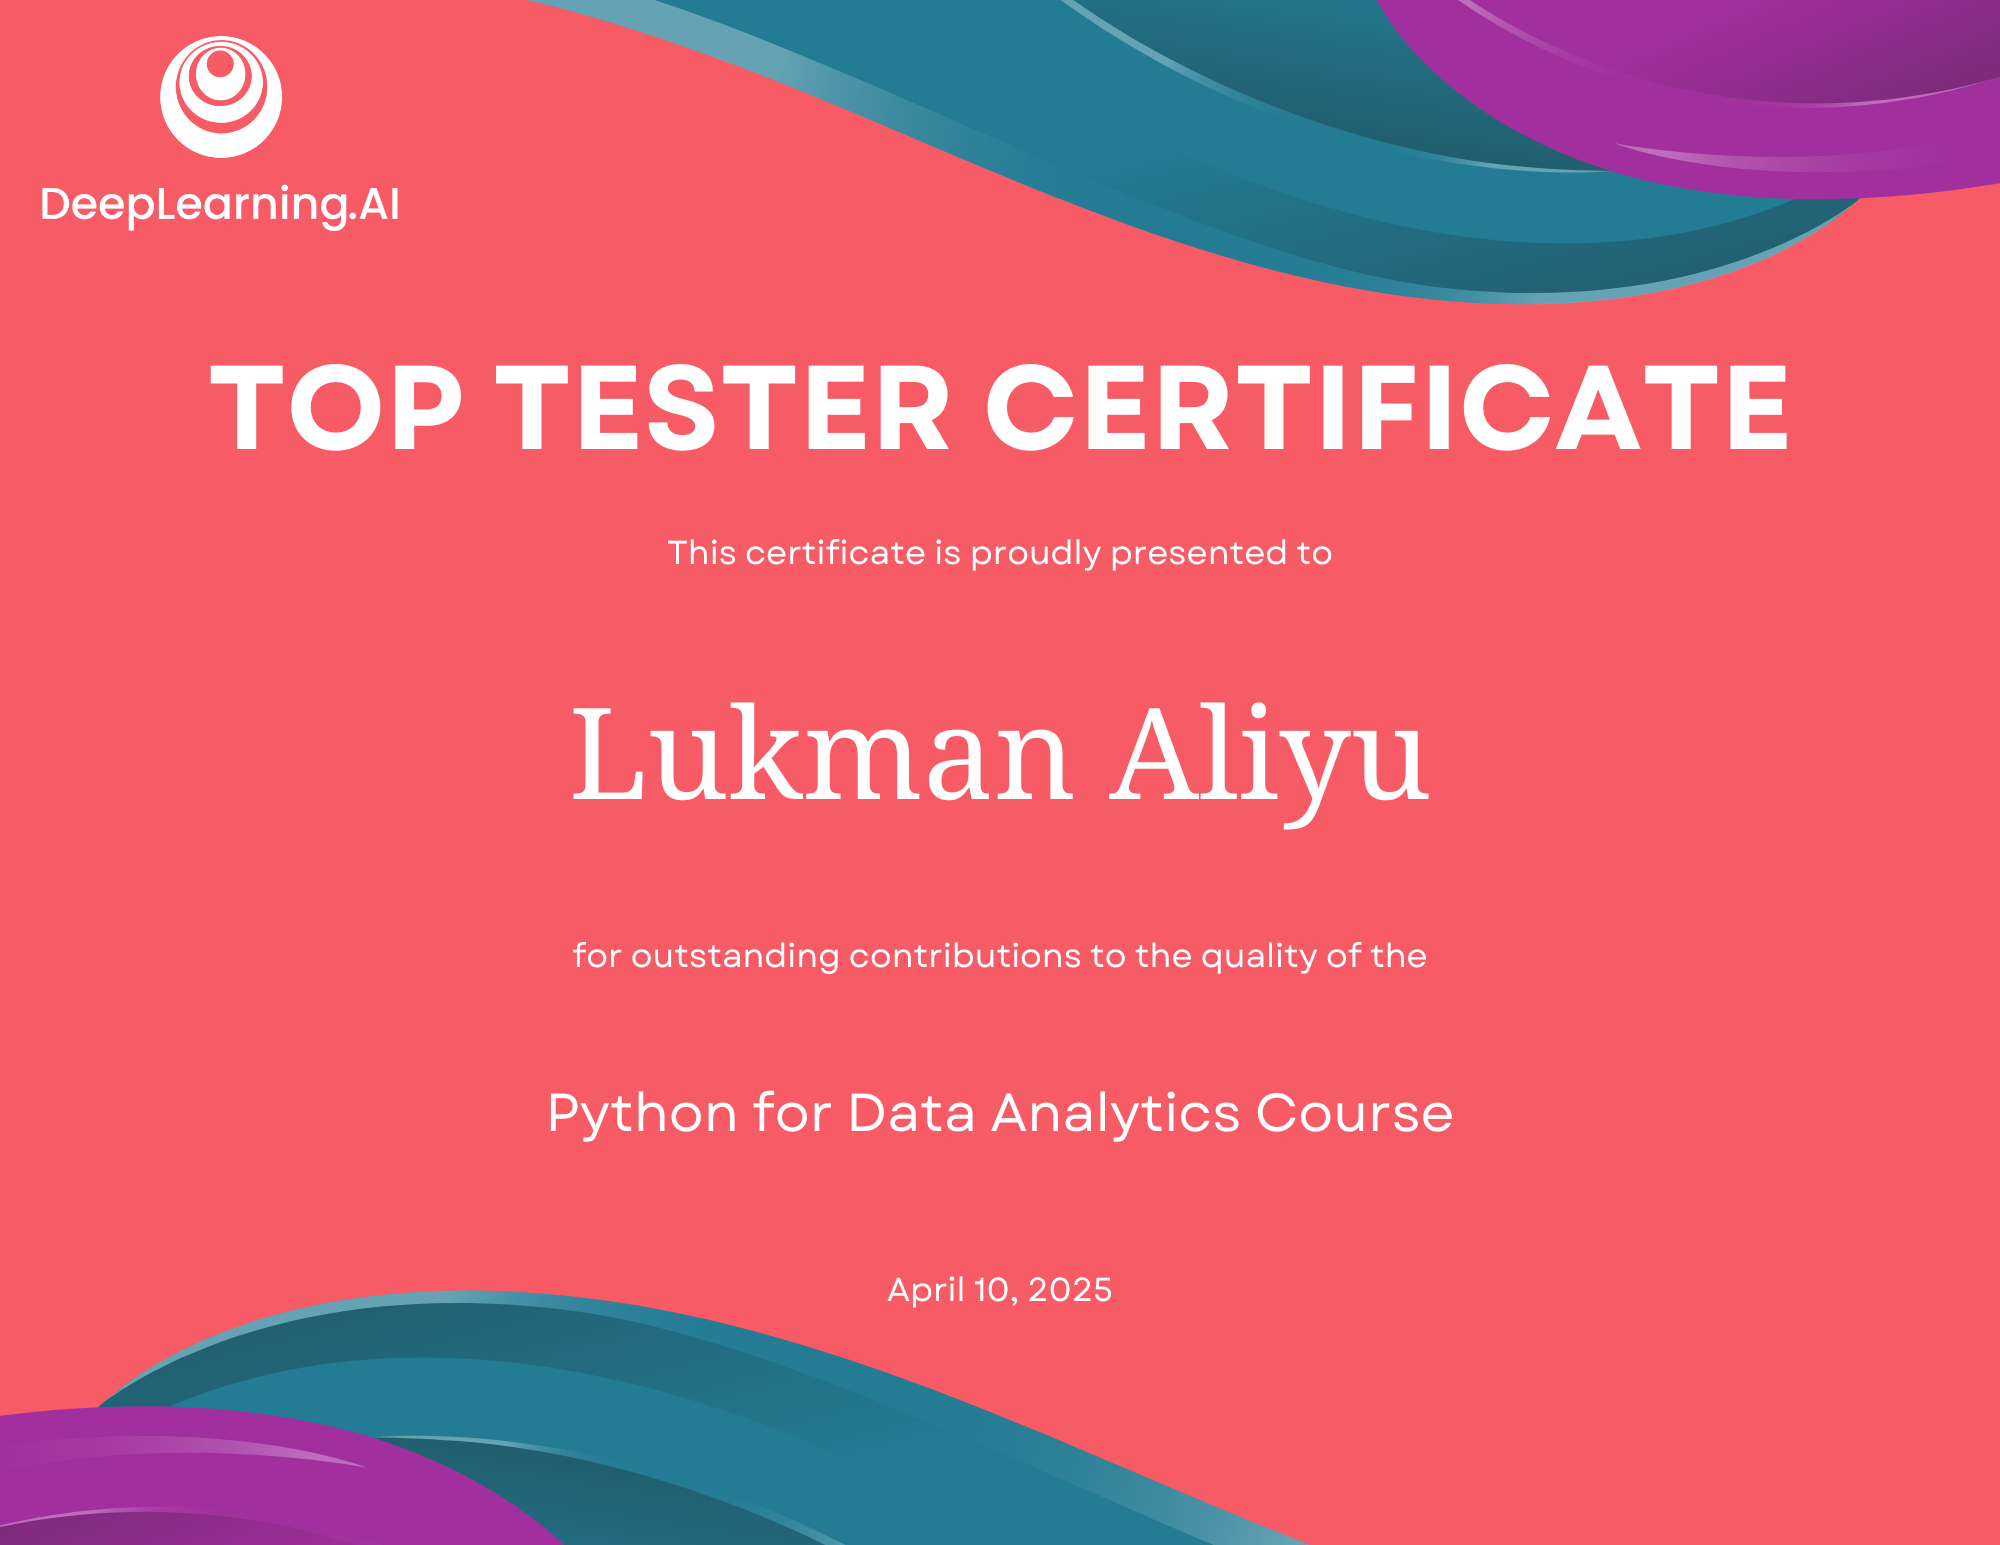 DeepLearning.AI
TOP TESTER CERTIFICATE
This certificate is proudly presented to
Lukman Aliyu
for outstanding contributions to the quality of the
Python for Data Analytics Course
April 10, 2025